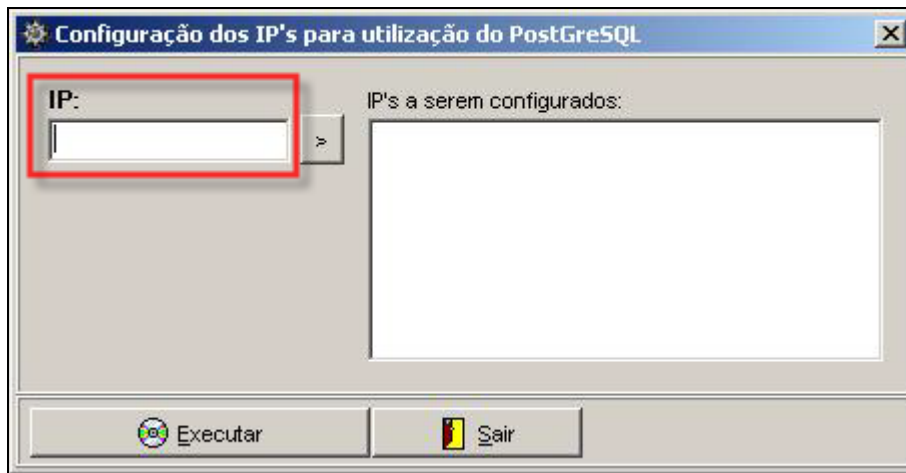 Configuração dos IP's para utilização do PostGreSQL
IP:
IP's a serem configurados:
>
Executar
Sair